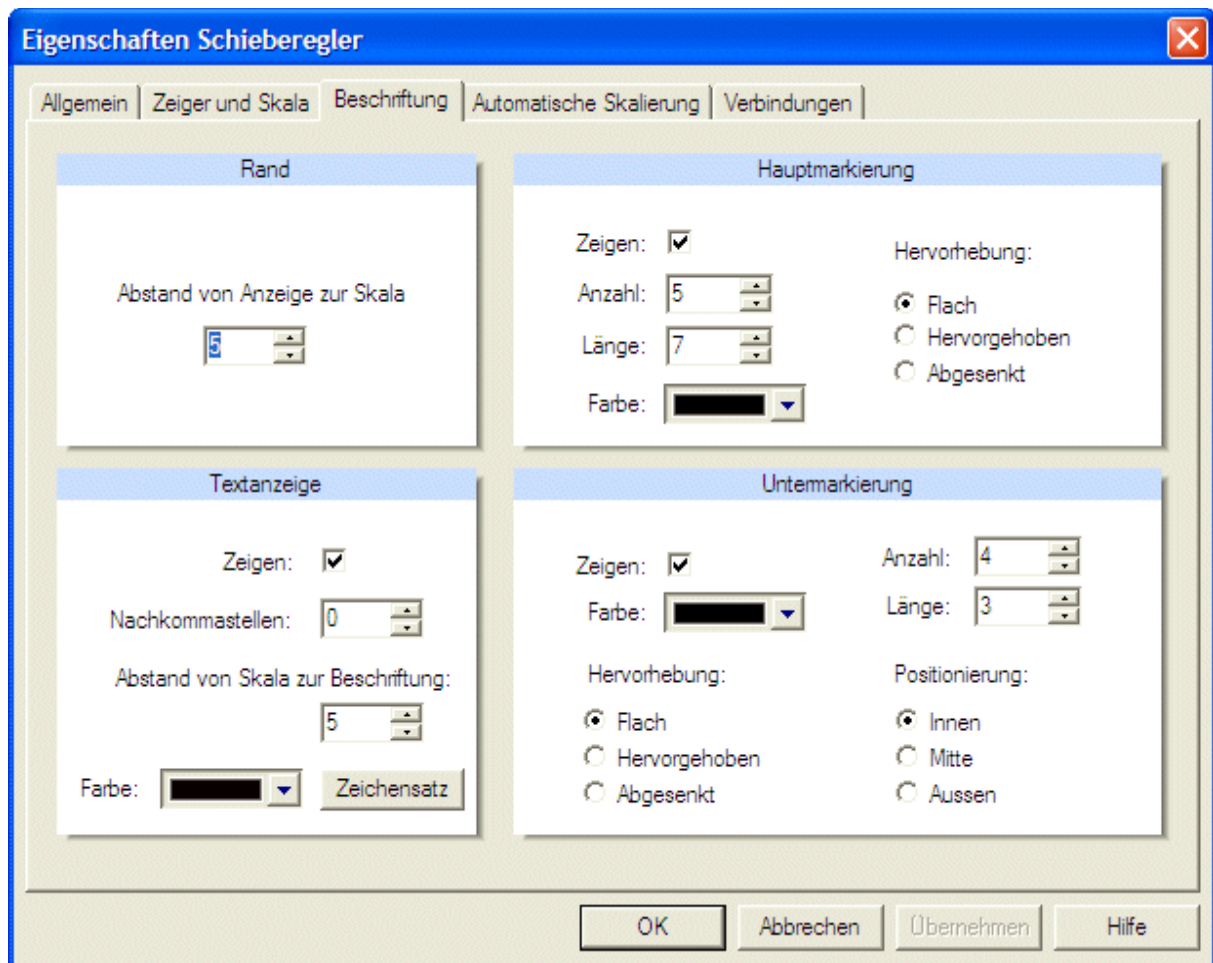 Eigenschaften Schieberegler
Allgemein Zeiger und Skala Beschriftung Automatische Skalierung Verbindungen
Rand
Abstand von Anzeige zur Skala
5
Hauptmarkierung
Zeigen:
Anzahl: 5
Länge: 7
Farbe:
Hervorhebung:
Flach
Hervorgehoben
Abgesenkt
Textanzeige
Zeigen:
Nachkommastellen: 0
Abstand von Skala zur Beschriftung:
5
Farbe: Zeichensatz
Untermarkierung
Zeigen:
Farbe:
Anzahl: 4
Länge: 3
Hervorhebung:
Flach
Hervorgehoben
Abgesenkt
Positionierung:
Innen
Mitte
Aussen
OK Abbrechen Übernehmen Hilfe